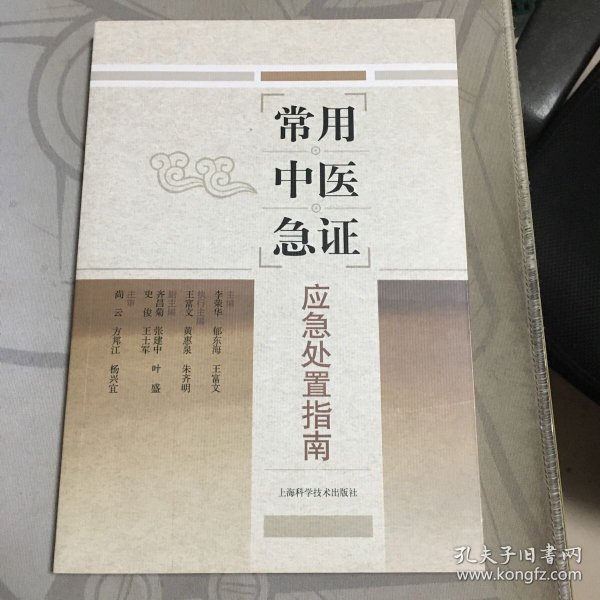 常用
中医
急证
应急处置指南
主编
李荣华 郁东海 王富文
执行主编
王富文 黄惠泉 朱齐明
副主编
齐昌菊 张建中 叶盛
史俊 王士军
主审
尚云 方邦江 杨兴宜
上海科学技术出版社
孔夫子旧书网
www.kongfz.com